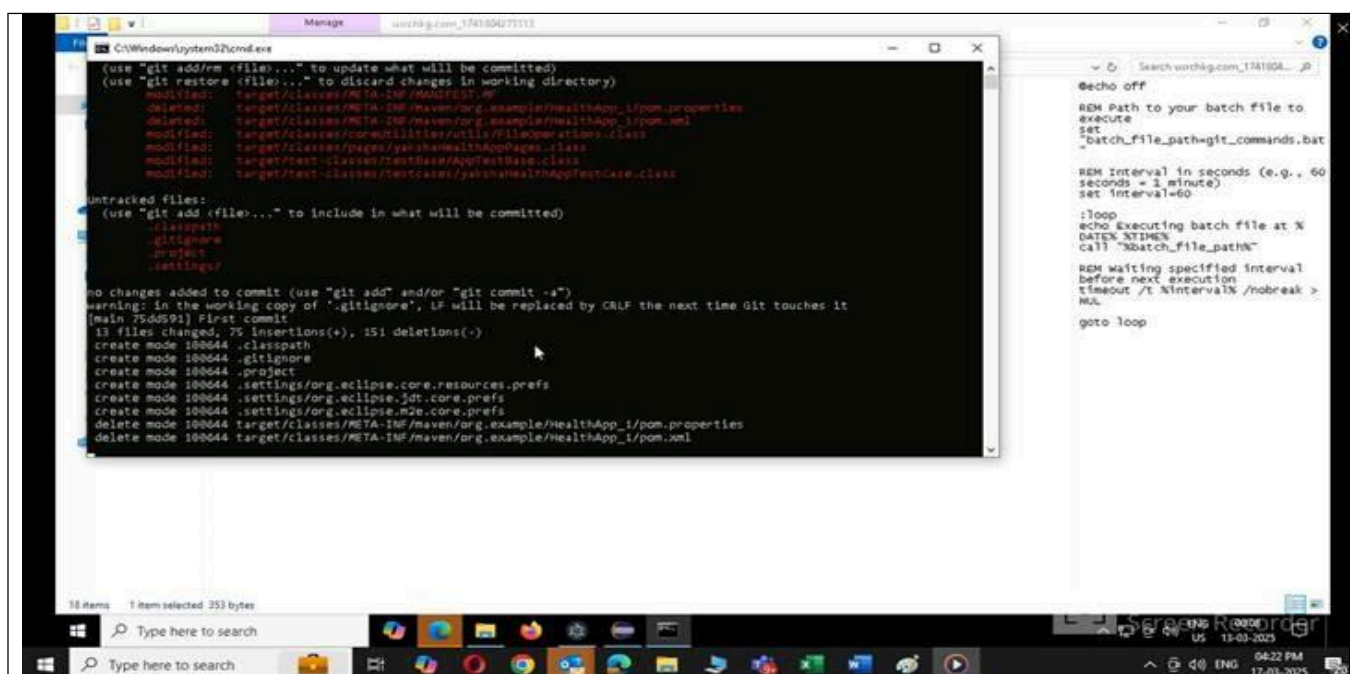 Manage
C:\Windows\system32\cmd.exe
(use "git add/rm <file>..." to update what will be committed)
(use "git restore <file>..." to discard changes in working directory)
modified: target/classes/META-INF/MANIFEST.MF
deleted: target/classes/META-INF/maven/org.example/HealthApp_1/pom.properties
deleted: target/classes/META-INF/maven/org.example/HealthApp_1/pom.xml
modified: target/classes/coreUtilities/utils/FileOperations.class
modified: target/classes/pages/yakshaHealthAppPages.class
modified: target/test-classes/testBase/AppTestBase.class
modified: target/test-classes/testcases/yakshaHealthAppTestCase.class
Untracked files:
(use "git add <file>..." to include in what will be committed)
.classpath
.gitignore
.project
.settings/
no changes added to commit (use "git add" and/or "git commit -a")
warning: in the working copy of '.gitignore', LF will be replaced by CRLF the next time Git touches it
[main 75dd591] First commit
13 files changed, 75 insertions(+), 151 deletions(-)
create mode 100644 .classpath
create mode 100644 .gitignore
create mode 100644 .project
create mode 100644 .settings/org.eclipse.core.resources.prefs
create mode 100644 .settings/org.eclipse.jdt.core.prefs
create mode 100644 .settings/org.eclipse.m2e.core.prefs
delete mode 100644 target/classes/META-INF/maven/org.example/HealthApp_1/pom.properties
delete mode 100644 target/classes/META-INF/maven/org.example/HealthApp_1/pom.xml
@echo off
REM Path to your batch file to
execute
set
"batch_file_path=git_commands.bat
"
REM Interval in seconds (e.g., 60
seconds = 1 minute)
set interval=60
:loop
echo Executing batch file at %
DATE% %TIME%
call "%batch_file_path%"
REM Waiting specified interval
before next execution
timeout /t %interval% /nobreak >
NUL
goto loop
18 items 1 item selected 353 bytes
Type here to search
Screen Recorder
ENG
US 13-03-2025
Type here to search
ENG
04:22 PM
17-03-2025